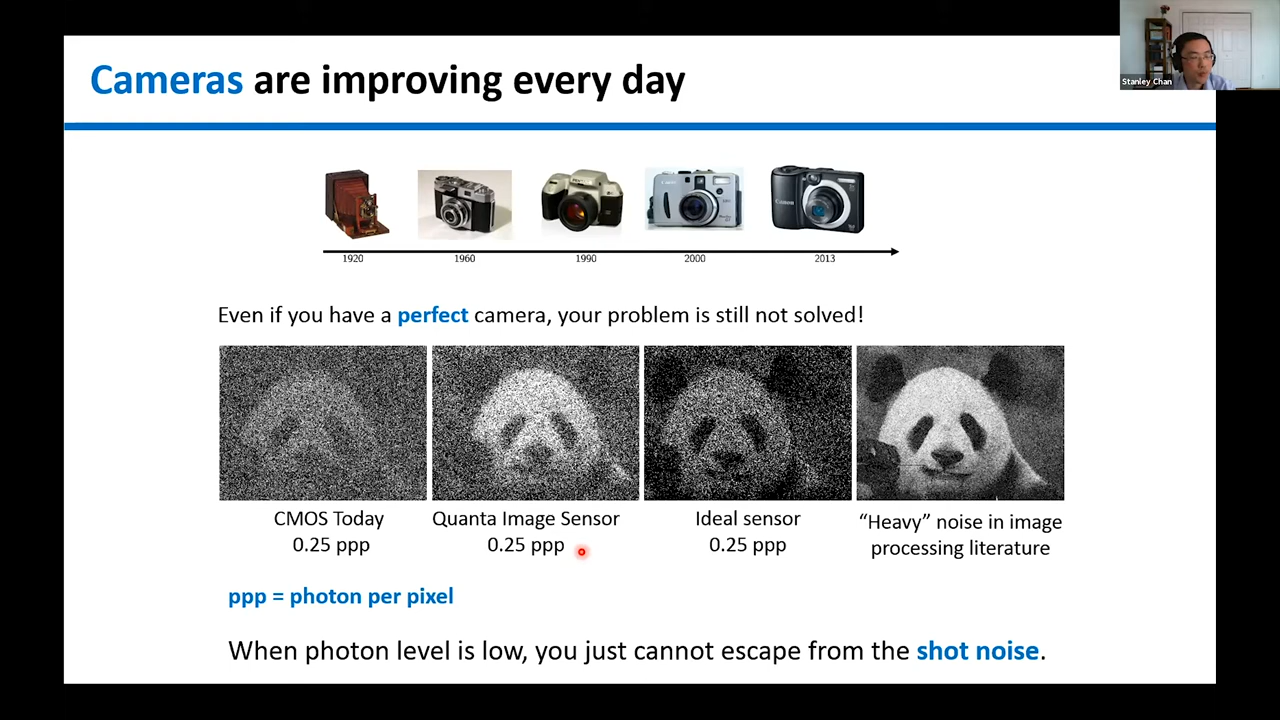 Cameras are improving every day
Stanley Chan
Canon
1920
1960
1990
2000
2013
Even if you have a perfect camera, your problem is still not solved!
CMOS Today
0.25 ppp
Quanta Image Sensor
0.25 ppp
Ideal sensor
0.25 ppp
“Heavy” noise in image
processing literature
ppp = photon per pixel
When photon level is low, you just cannot escape from the shot noise.